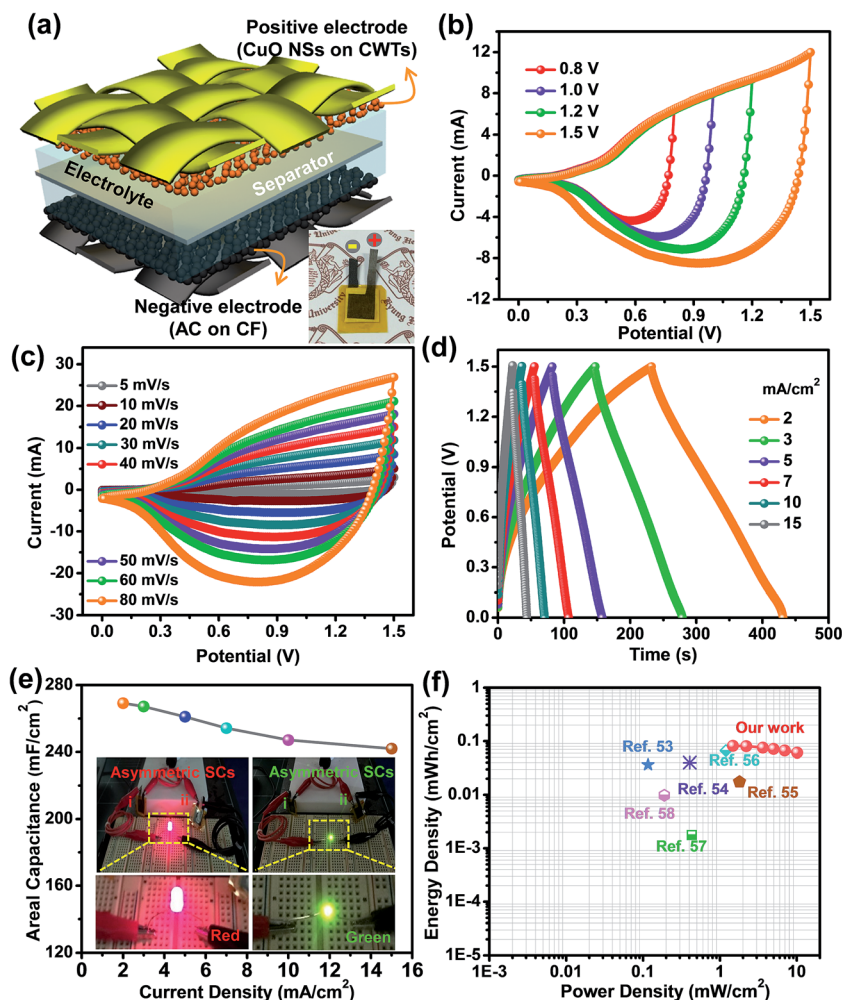 (a)
Positive electrode
(CuO NSs on CWTs)
Electrolyte
Separator
Negative electrode
(AC on CF)
(b)
0.8 V
1.0 V
1.2 V
1.5 V
Current (mA)
12
8
4
0
-4
-8
-12
0.0 0.3 0.6 0.9 1.2 1.5
Potential (V)
(c)
5 mV/s
10 mV/s
20 mV/s
30 mV/s
40 mV/s
50 mV/s
60 mV/s
80 mV/s
Current (mA)
30
20
10
0
-10
-20
-30
0.0 0.3 0.6 0.9 1.2 1.5
Potential (V)
(d)
mA/cm²
2
3
5
7
10
15
Potential (V)
1.5
1.2
0.9
0.6
0.3
0.0
0 100 200 300 400 500
Time (s)
(e)
Areal Capacitance (mF/cm²)
280
260
240
220
200
180
160
140
120
Asymmetric SCs
i ii
Asymmetric SCs
i ii
Red
Green
0 2 4 6 8 10 12 14 16
Current Density (mA/cm²)
(f)
Energy Density (mWh/cm²)
1
0.1
0.01
1E-3
1E-4
1E-5
Our work
Ref. 53
Ref. 56
Ref. 54
Ref. 55
Ref. 58
Ref. 57
1E-3 0.01 0.1 1 10
Power Density (mW/cm²)